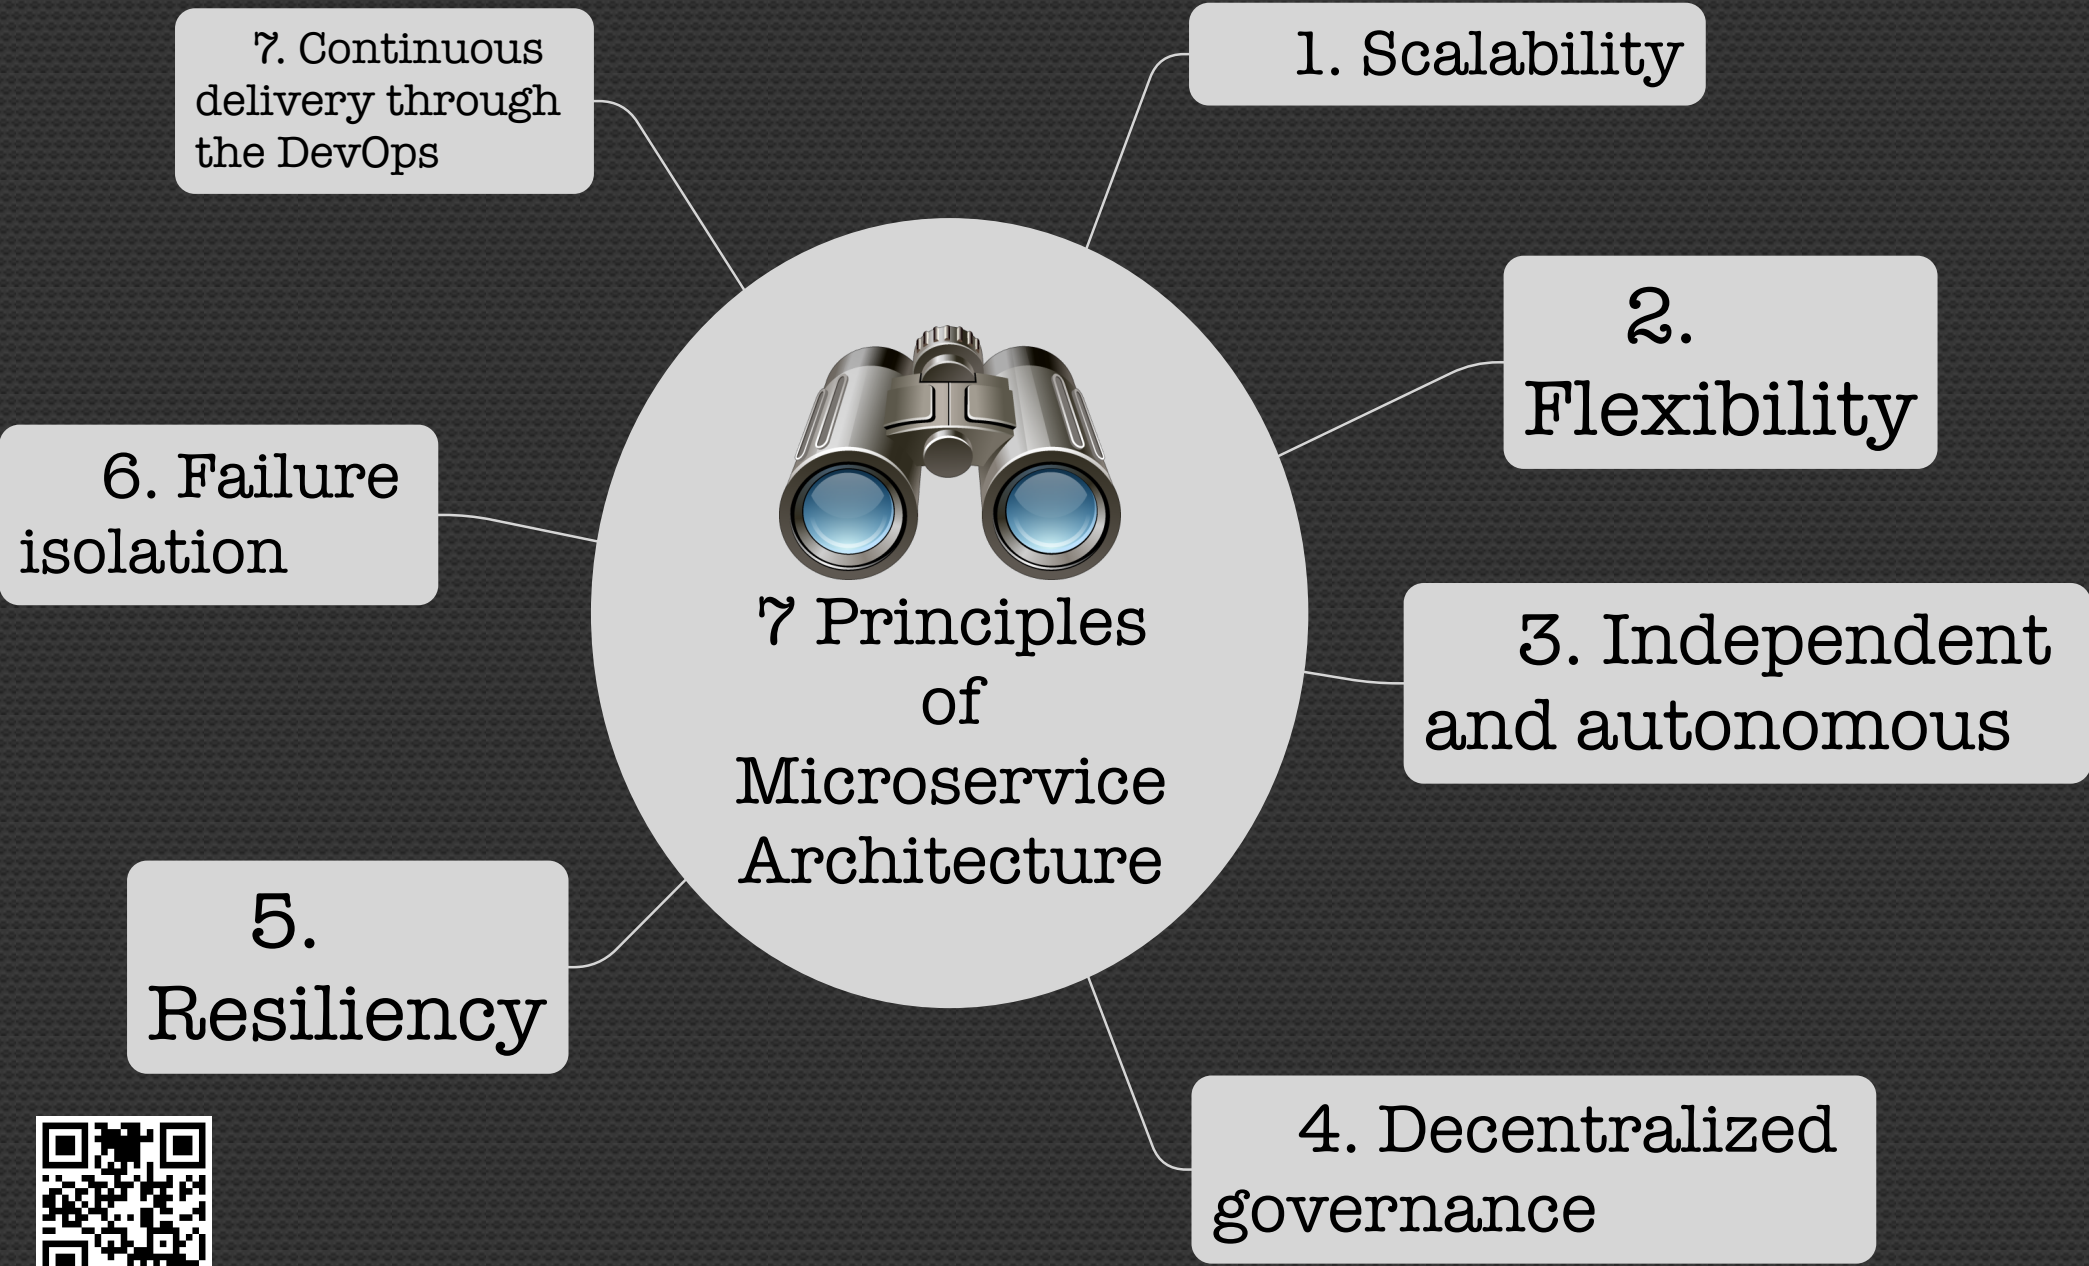 7 Principles
of
Microservice
Architecture
1. Scalability
2.
Flexibility
3. Independent
and autonomous
4. Decentralized
governance
5.
Resiliency
6. Failure
isolation
7. Continuous
delivery through
the DevOps